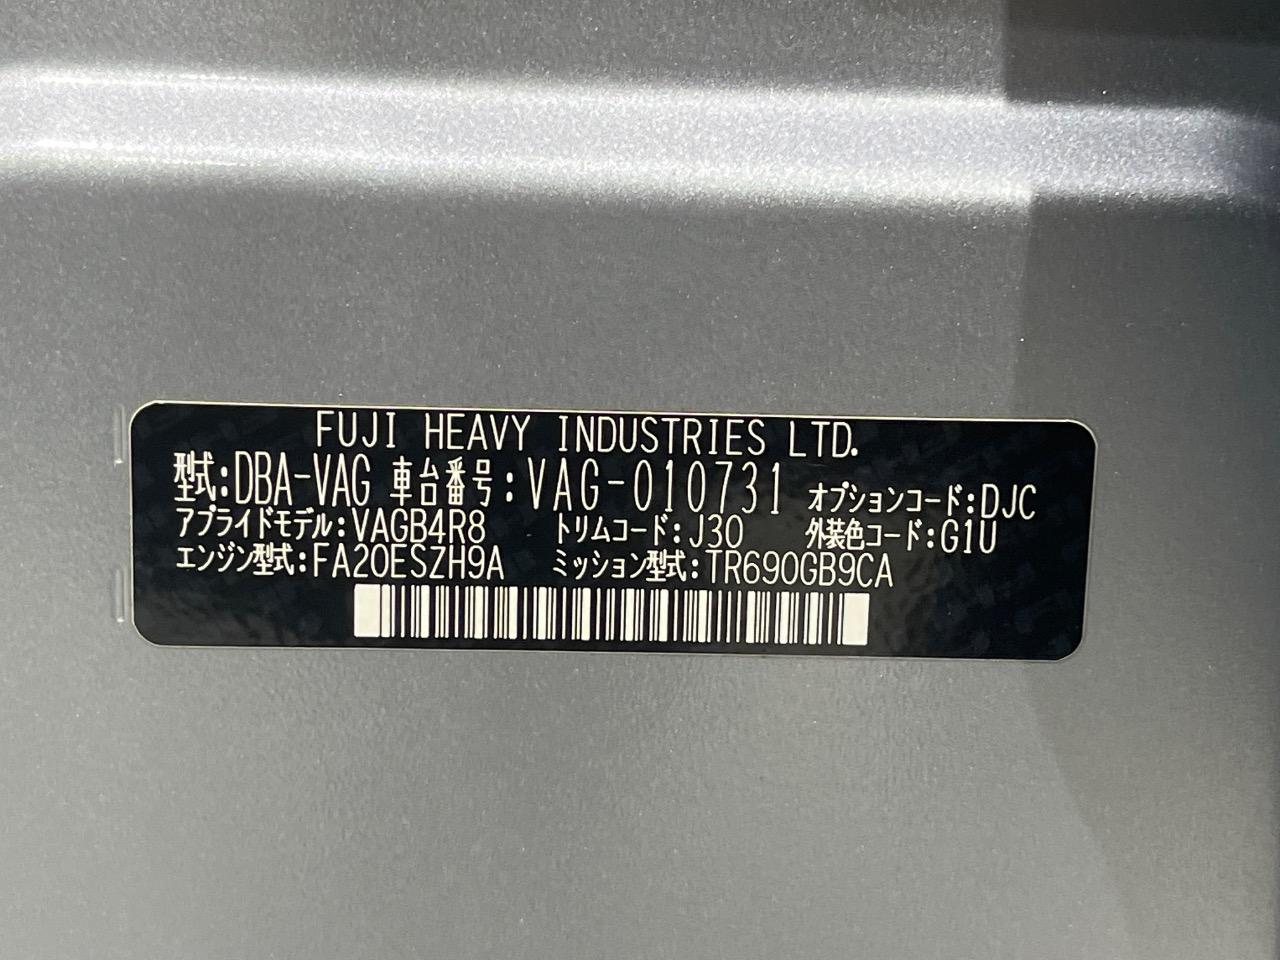 FUJI HEAVY INDUSTRIES LTD.
型式:DBA-VAG 車台番号:VAG-010731 オプションコード:DJC
アプライドモデル:VAGB4R8 トリムコード:J30 外装色コード:G1U
エンジン型式:FA20ESZH9A ミッション型式:TR690GB9CA